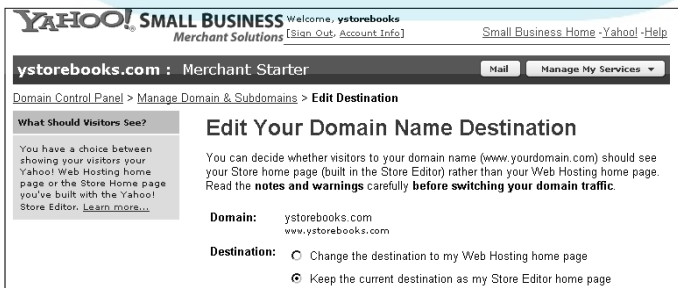 YAHOO! SMALL BUSINESS
Merchant Solutions
Welcome, ystorebooks
[Sign Out, Account Info]
Small Business Home - Yahoo! - Help
ystorebooks.com : Merchant Starter
Mail
Manage My Services
Domain Control Panel > Manage Domain & Subdomains > Edit Destination
What Should Visitors See?
You have a choice between
showing your visitors your
Yahoo! Web Hosting home
page or the Store Home page
you've built with the Yahoo!
Store Editor. Learn more...
Edit Your Domain Name Destination
You can decide whether visitors to your domain name (www.yourdomain.com) should see
your Store home page (built in the Store Editor) rather than your Web Hosting home page.
Read the notes and warnings carefully before switching your domain traffic.
Domain: ystorebooks.com
www.ystorebooks.com
Destination: Change the destination to my Web Hosting home page
Keep the current destination as my Store Editor home page